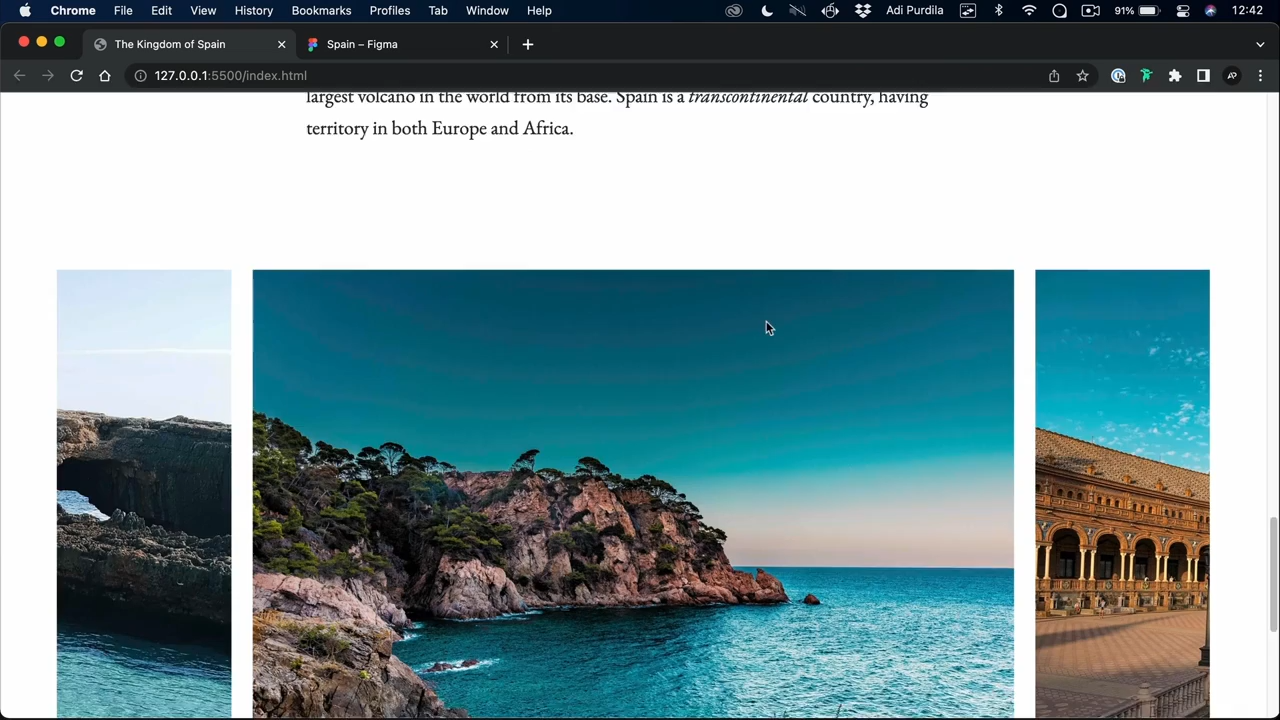 Chrome File Edit View History Bookmarks Profiles Tab Window Help Adi Purdila 91% 12:42
The Kingdom of Spain Spain – Figma
127.0.0.1:5500/index.html
largest volcano in the world from its base. Spain is a transcontinental country, having
territory in both Europe and Africa.